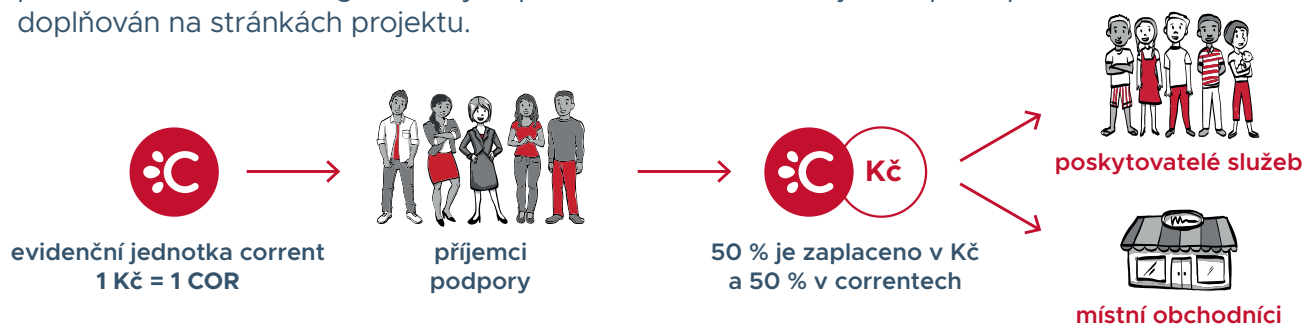 doplňován na stránkách projektu.
C
C
Kč
poskytovatelé služeb
evidenční jednotka corrent
1 Kč = 1 COR
příjemci
podpory
50 % je zaplaceno v Kč
a 50 % v correntech
místní obchodníci